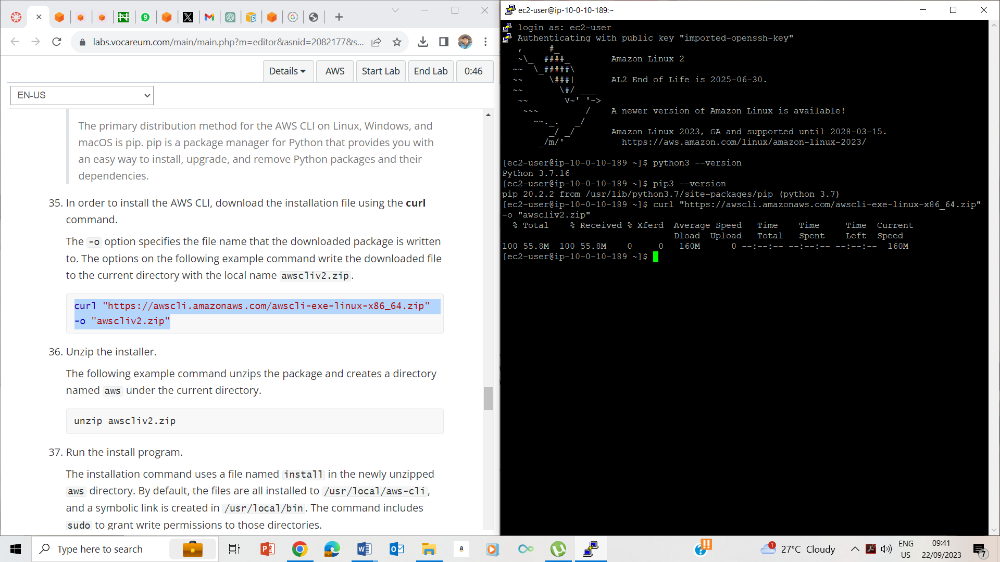 labs.vocareum.com/main/main.php?m=editor&asnid=2082177&s...
Details
AWS
Start Lab
End Lab
0:46
EN-US
The primary distribution method for the AWS CLI on Linux, Windows, and
macOS is pip. pip is a package manager for Python that provides you with
an easy way to install, upgrade, and remove Python packages and their
dependencies.
35. In order to install the AWS CLI, download the installation file using the curl
command.
The -o option specifies the file name that the downloaded package is written
to. The options on the following example command write the downloaded file
to the current directory with the local name awscliv2.zip.
curl "https://awscli.amazonaws.com/awscli-exe-linux-x86_64.zip"
-o "awscliv2.zip"
36. Unzip the installer.
The following example command unzips the package and creates a directory
named aws under the current directory.
unzip awscliv2.zip
37. Run the install program.
The installation command uses a file named install in the newly unzipped
aws directory. By default, the files are all installed to /usr/local/aws-cli,
and a symbolic link is created in /usr/local/bin. The command includes
sudo to grant write permissions to those directories.
ec2-user@ip-10-0-10-189:~
login as: ec2-user
Authenticating with public key "imported-openssh-key"
   ,     #_
   ~\_  ####_        Amazon Linux 2
  ~~  \_#####\
  ~~     \###|       AL2 End of Life is 2025-06-30.
  ~~       \#/ ___
   ~~       V~' '->
    ~~~         /    A newer version of Amazon Linux is available!
      ~~._.   _/
         _/ _/       Amazon Linux 2023, GA and supported until 2028-03-15.
       _/m/'           https://aws.amazon.com/linux/amazon-linux-2023/
[ec2-user@ip-10-0-10-189 ~]$ python3 --version
Python 3.7.16
[ec2-user@ip-10-0-10-189 ~]$ pip3 --version
pip 20.2.2 from /usr/lib/python3.7/site-packages/pip (python 3.7)
[ec2-user@ip-10-0-10-189 ~]$ curl "https://awscli.amazonaws.com/awscli-exe-linux-x86_64.zip"
-o "awscliv2.zip"
  % Total    % Received % Xferd  Average Speed   Time    Time     Time  Current
                                 Dload  Upload   Total   Spent    Left  Speed
100 55.8M  100 55.8M    0     0   160M      0 --:--:-- --:--:-- --:--:--  160M
[ec2-user@ip-10-0-10-189 ~]$
Type here to search
27°C Cloudy
ENG
US
09:41
22/09/2023
7